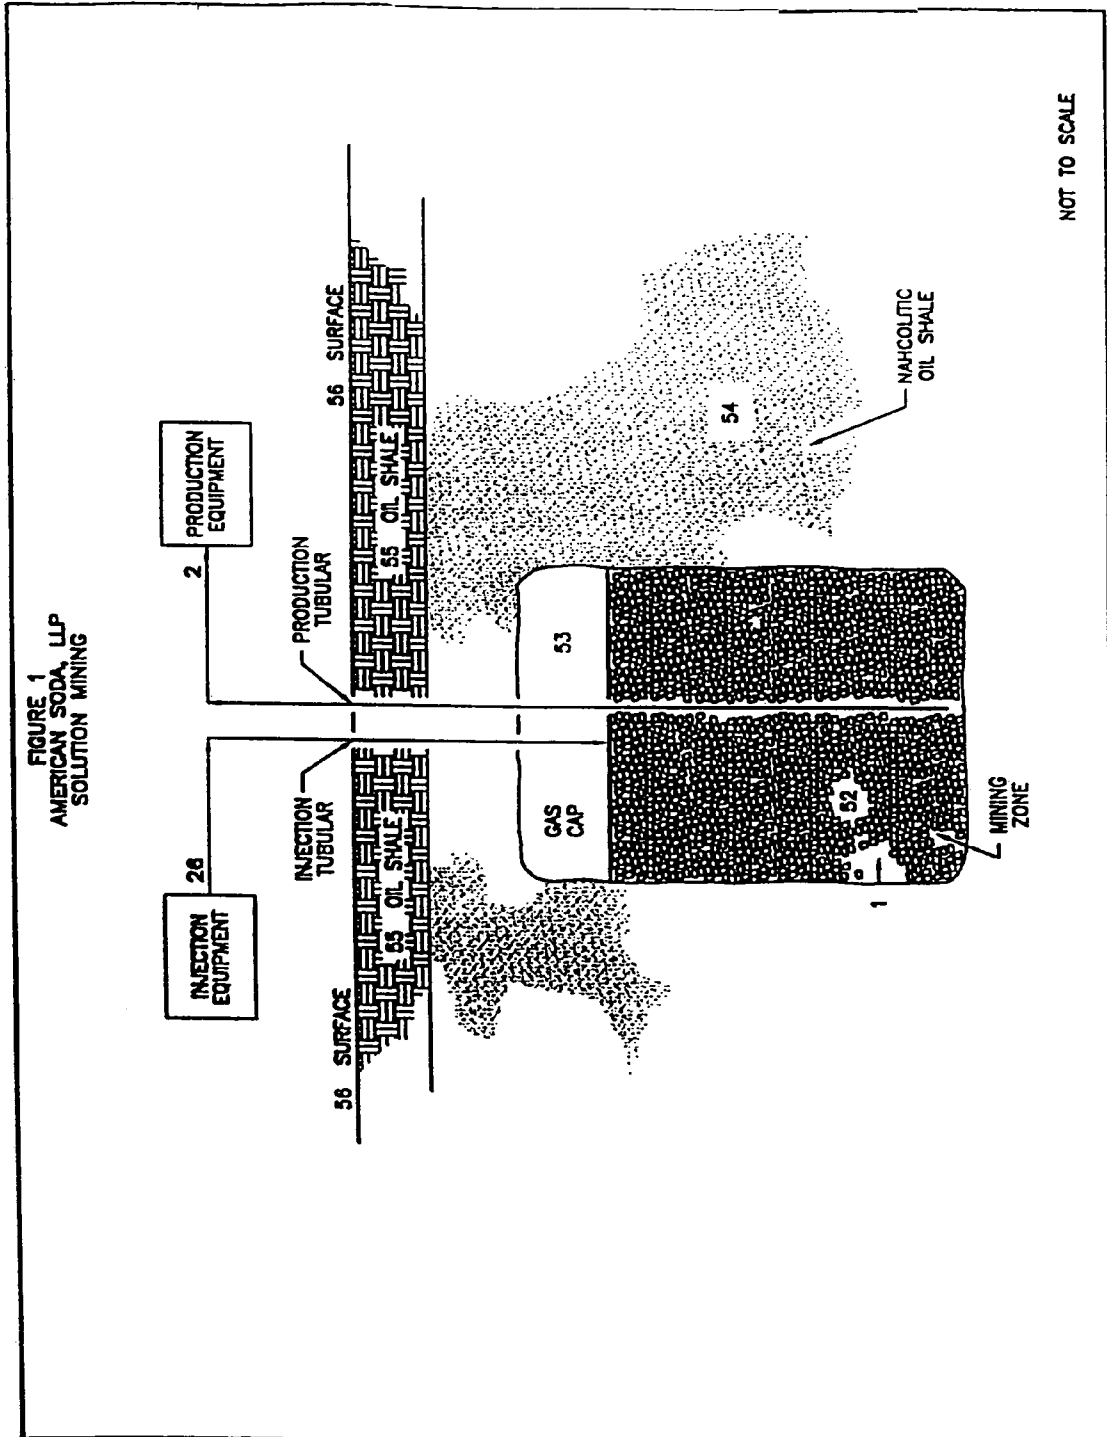 FIGURE 1
AMERICAN SODA, LLP
SOLUTION MINING
INJECTION
EQUIPMENT
26
2
PRODUCTION
EQUIPMENT
INJECTION
TUBULAR
PRODUCTION
TUBULAR
56 SURFACE
56 SURFACE
55 OIL SHALE
55 OIL SHALE
GAS
CAP
53
54
52
1
MINING
ZONE
NAHCOLITIC
OIL SHALE
NOT TO SCALE